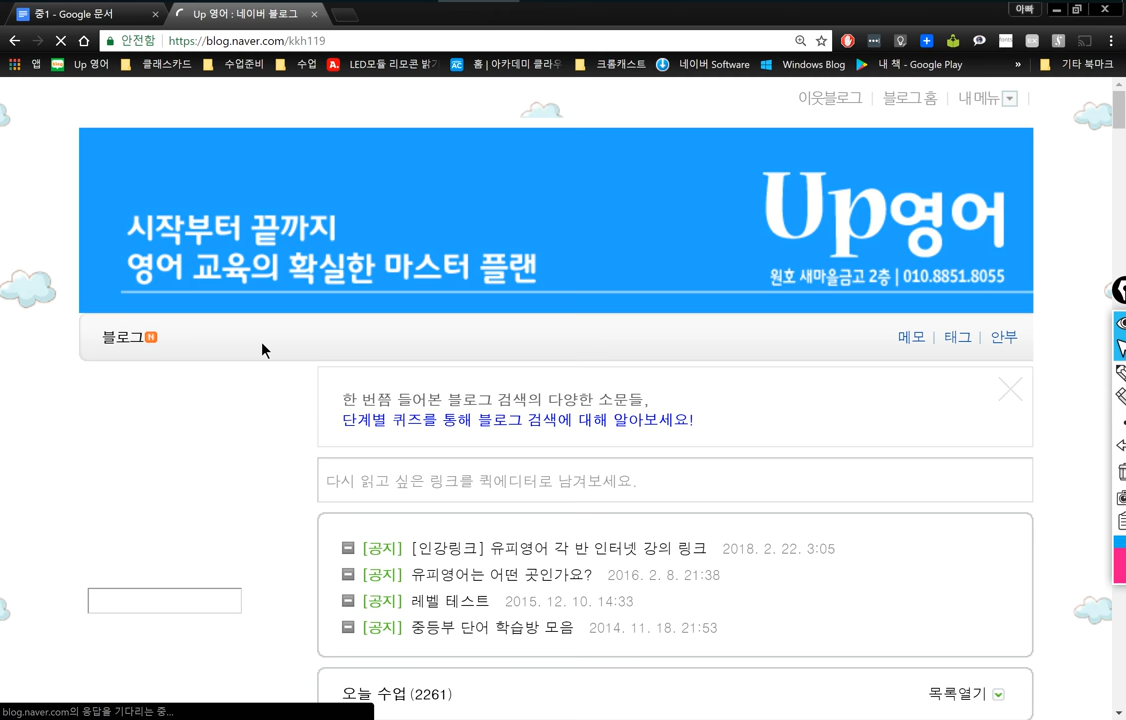 중1 - Google 문서
Up 영어 : 네이버 블로그
아빠
안전함
https://blog.naver.com/kkh119
앱
Up 영어
클래스카드
수업준비
수업
LED모듈 리모콘 밝기
홈 | 아카데미 클라우
크롬캐스트
네이버 Software
Windows Blog
내 책 - Google Play
»
기타 북마크
이웃블로그 | 블로그 홈 | 내 메뉴
시작부터 끝까지
영어 교육의 확실한 마스터 플랜
Up영어
원호 새마을금고 2층 | 010.8851.8055
블로그 N
메모 | 태그 | 안부
한 번쯤 들어본 블로그 검색의 다양한 소문들,
단계별 퀴즈를 통해 블로그 검색에 대해 알아보세요!
다시 읽고 싶은 링크를 퀵에디터로 남겨보세요.
[공지] [인강링크] 유피영어 각 반 인터넷 강의 링크 2018. 2. 22. 3:05
[공지] 유피영어는 어떤 곳인가요? 2016. 2. 8. 21:38
[공지] 레벨 테스트 2015. 12. 10. 14:33
[공지] 중등부 단어 학습방 모음 2014. 11. 18. 21:53
오늘 수업 (2261)
목록열기
blog.naver.com의 응답을 기다리는 중...